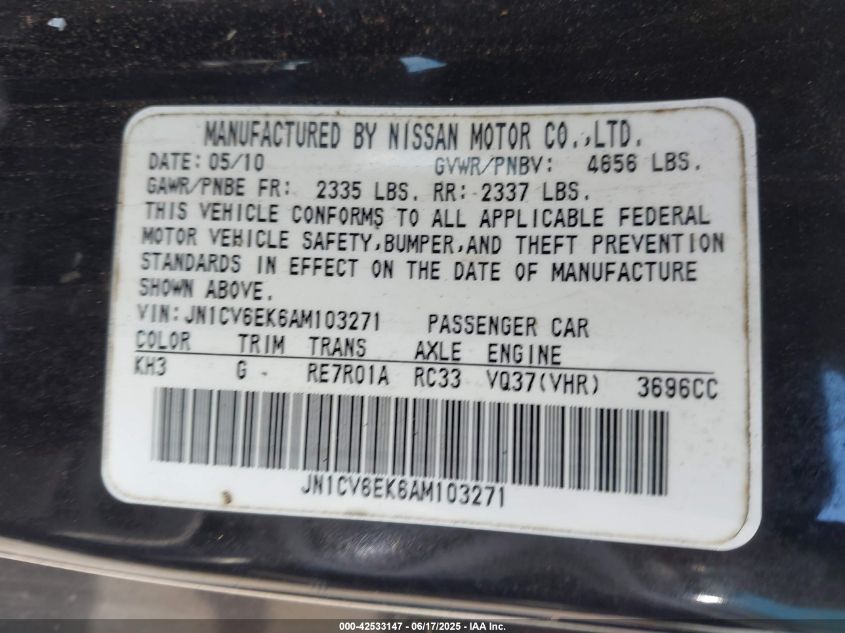 MANUFACTURED BY NISSAN MOTOR CO.,LTD.
DATE: 05/10 GVWR/PNBV: 4656 LBS.
GAWR/PNBE FR: 2335 LBS. RR: 2337 LBS.
THIS VEHICLE CONFORMS TO ALL APPLICABLE FEDERAL
MOTOR VEHICLE SAFETY,BUMPER,AND THEFT PREVENTION
STANDARDS IN EFFECT ON THE DATE OF MANUFACTURE
SHOWN ABOVE.
VIN: JN1CV6EK6AM103271 PASSENGER CAR
COLOR TRIM TRANS AXLE ENGINE
KH3 G - RE7R01A RC33 VQ37(VHR) 3696CC
JN1CV6EK6AM103271
000-42533147 - 06/17/2025 - IAA Inc.